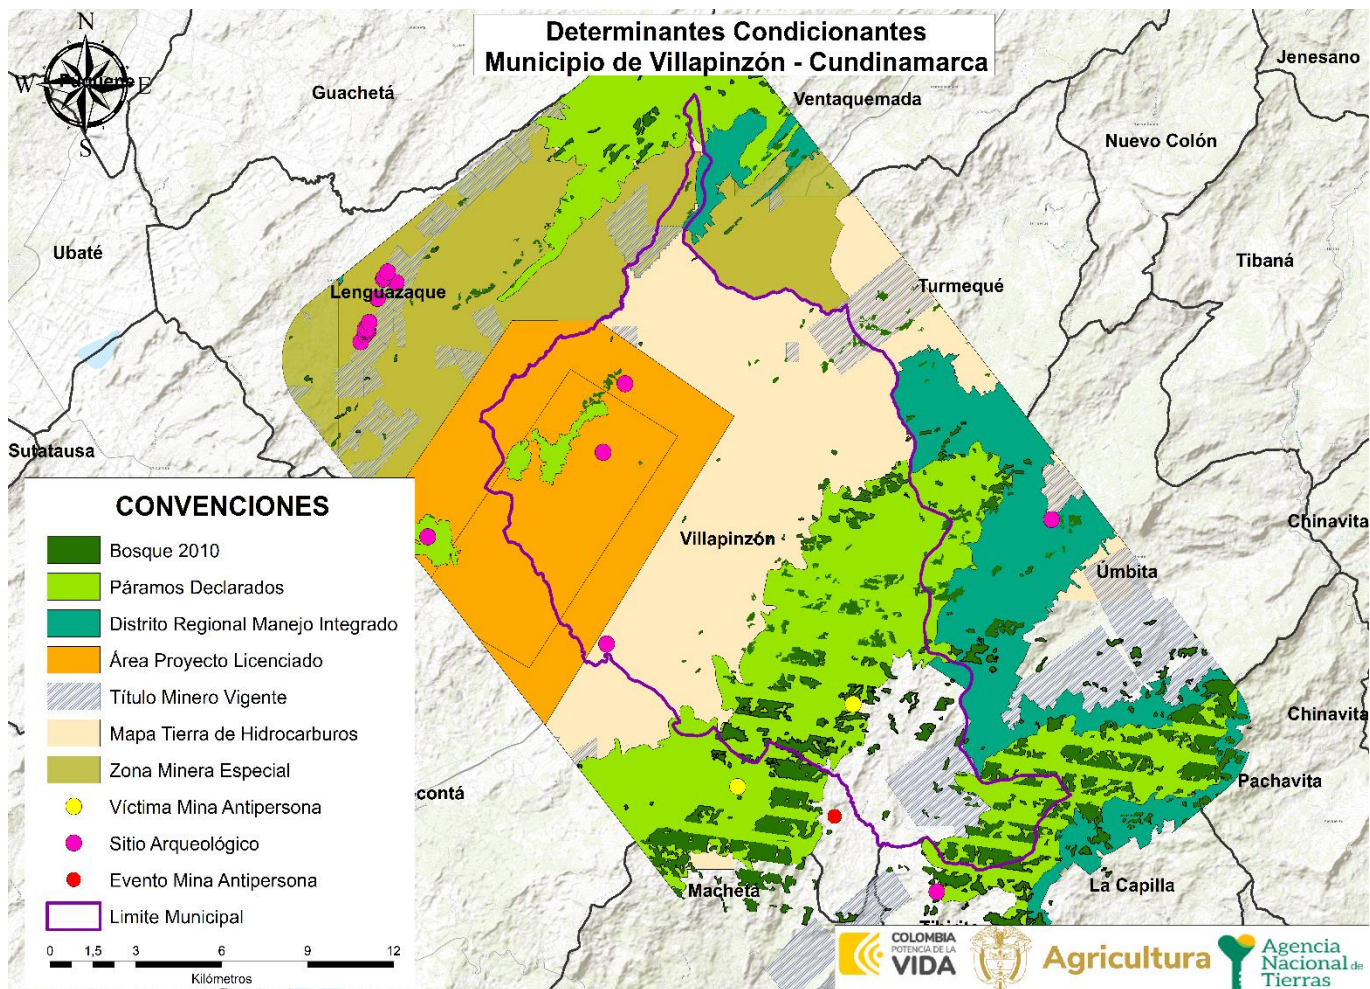 Determinantes Condicionantes
Municipio de Villapinzón - Cundinamarca
N
W
E
S
Guachetá
Ventaquemada
Jenesano
Nuevo Colón
Ubaté
Tibaná
Lenguazaque
Turmequé
Sutatausa
Villapinzón
Chinavita
Úmbita
Chinavita
Pachavita
econtá
Machetá
La Capilla
CONVENCIONES
Bosque 2010
Páramos Declarados
Distrito Regional Manejo Integrado
Área Proyecto Licenciado
Título Minero Vigente
Mapa Tierra de Hidrocarburos
Zona Minera Especial
Víctima Mina Antipersona
Sitio Arqueológico
Evento Mina Antipersona
Limite Municipal
0 1,5 3 6 9 12
Kilómetros
COLOMBIA
POTENCIA DE LA
VIDA
Agricultura
Agencia
Nacional de
Tierras